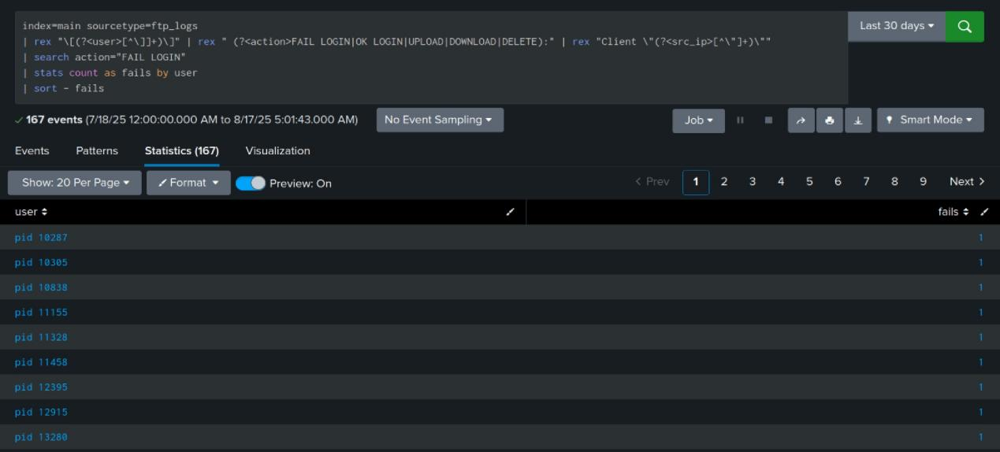 index=main sourcetype=ftp_logs
| rex "\[(?<user>[^\]]+)\]" | rex " (?<action>FAIL LOGIN|OK LOGIN|UPLOAD|DOWNLOAD|DELETE):" | rex "Client \"(?<src_ip>[^\"]+)\""
| search action="FAIL LOGIN"
| stats count as fails by user
| sort - fails
Last 30 days
167 events (7/18/25 12:00:00.000 AM to 8/17/25 5:01:43.000 AM)
No Event Sampling
Job
Smart Mode
Events Patterns Statistics (167) Visualization
Show: 20 Per Page Format Preview: On < Prev 1 2 3 4 5 6 7 8 9 Next >
user fails
pid 10287 1
pid 10305 1
pid 10838 1
pid 11155 1
pid 11328 1
pid 11458 1
pid 12395 1
pid 12915 1
pid 13280 1